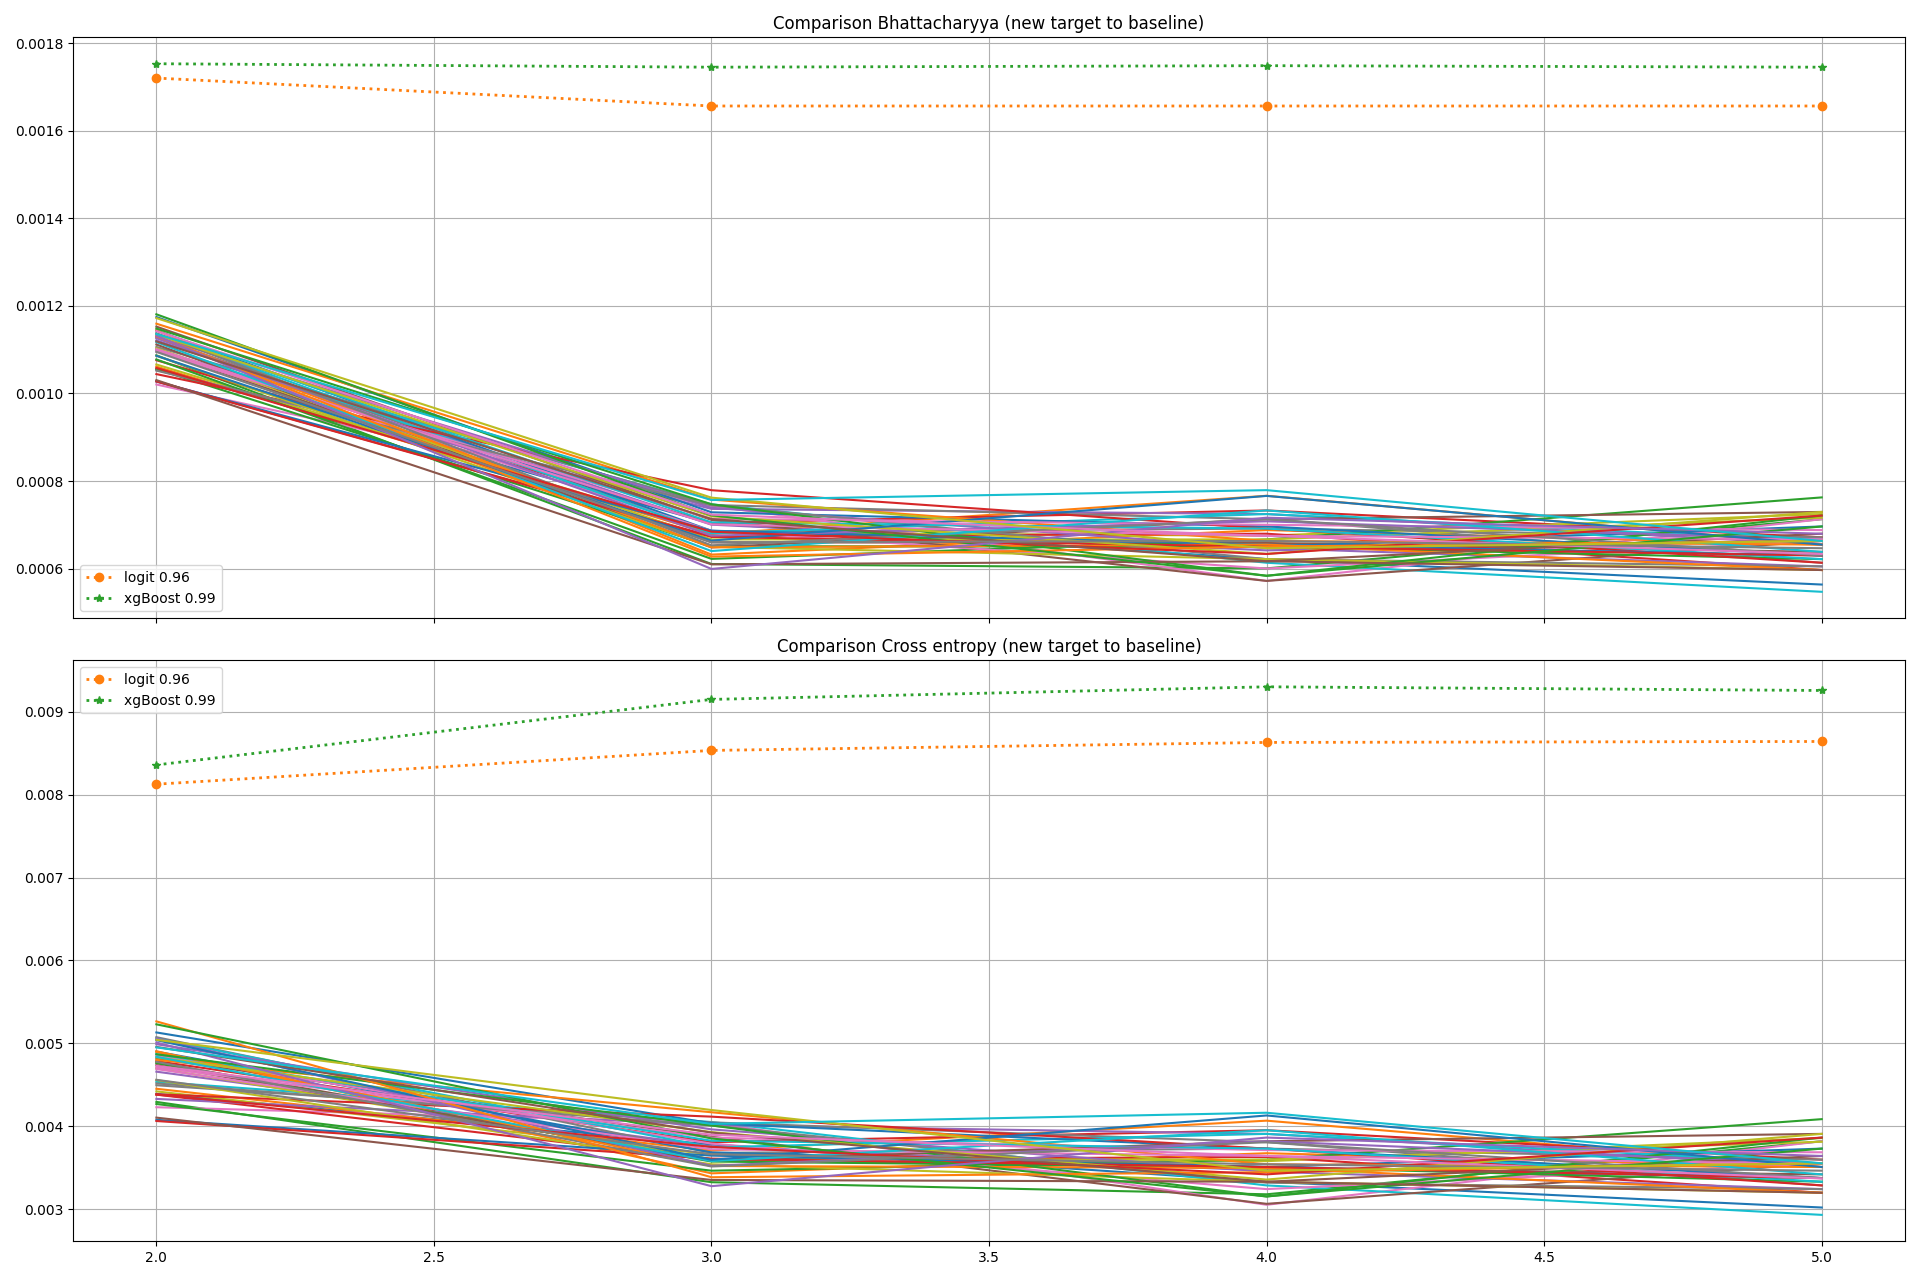 Comparison Bhattacharyya (new target to baseline)
0.0018
0.0016
0.0014
0.0012
0.0010
0.0008
0.0006
logit 0.96
xgBoost 0.99
Comparison Cross entropy (new target to baseline)
logit 0.96
xgBoost 0.99
0.009
0.008
0.007
0.006
0.005
0.004
0.003
2.0 2.5 3.0 3.5 4.0 4.5 5.0